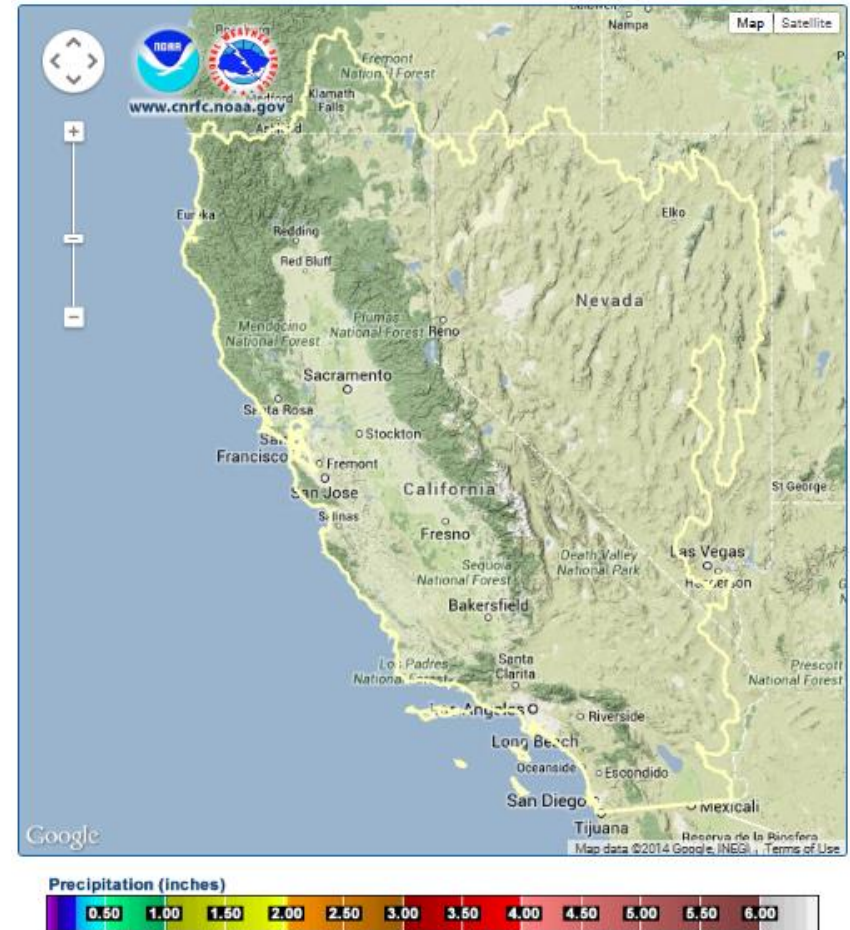 Nampa
Map Satellite
NOAA
NATIONAL WEATHER SERVICE
Fremont
National Forest
Medford
Klamath
Falls
www.cnrfc.noaa.gov
Ashland
+
Eureka
Elko
Redding
Red Bluff
−
Nevada
Mendocino
National Forest
Plumas
National Forest
Reno
Sacramento
Santa Rosa
Stockton
San
Francisco
Fremont
San Jose
California
St George
Salinas
Fresno
Death Valley
National Park
Las Vegas
Henderson
Sequoia
National Forest
Bakersfield
Los Padres
National Forest
Santa
Clarita
Prescott
National Forest
Los Angeles
Riverside
Long Beach
Oceanside
Escondido
San Diego
Mexicali
Tijuana
Reserva de la Biosfera
Google
Map data ©2014 Google, INEGI
Terms of Use
Precipitation (inches)
0.50 1.00 1.50 2.00 2.50 3.00 3.50 4.00 4.50 5.00 5.50 6.00